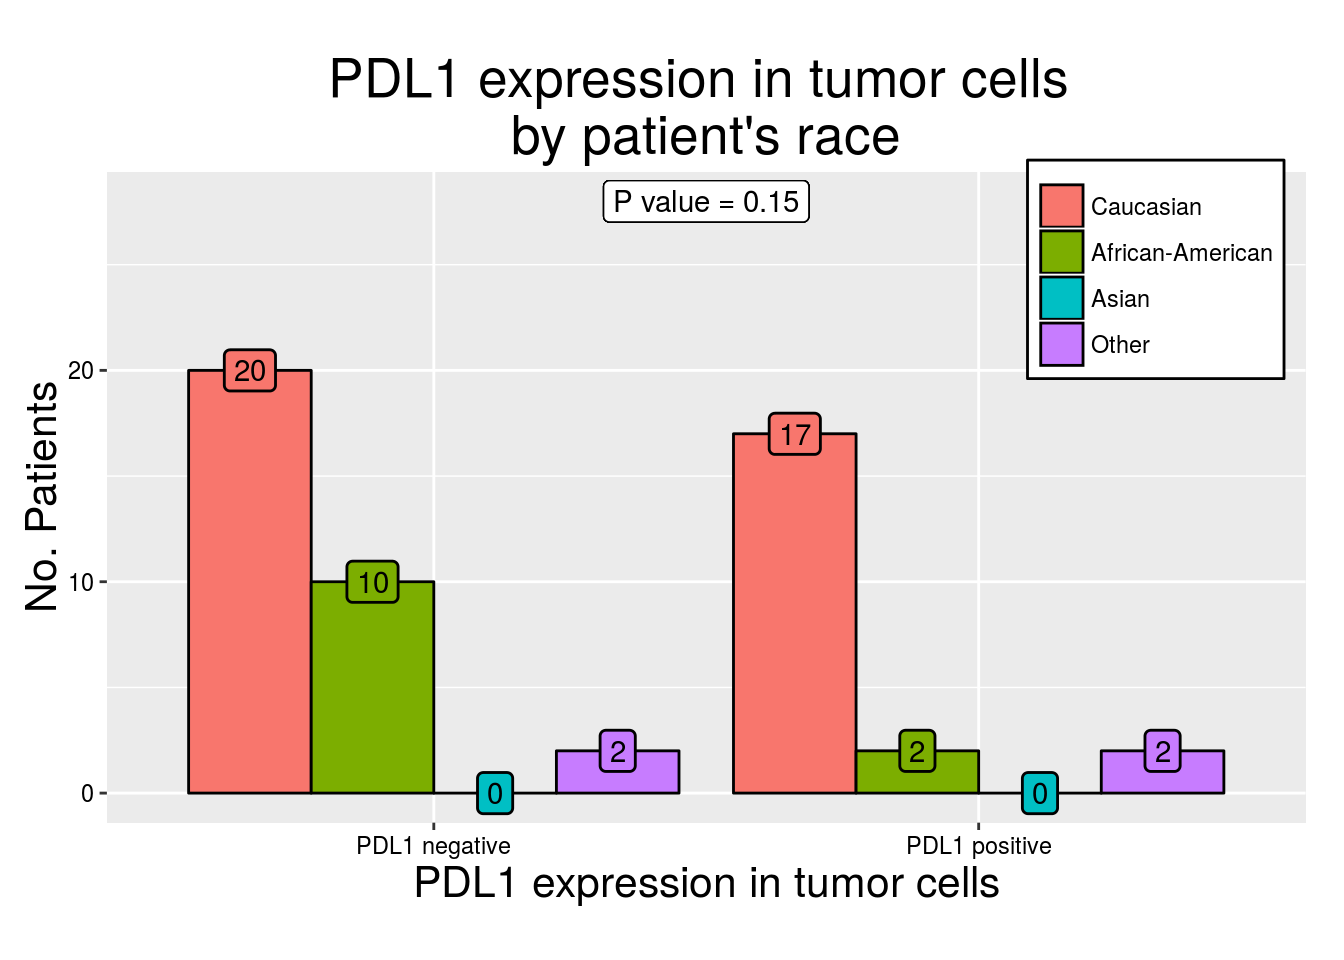 PDL1 expression in tumor cells
by patient's race
P value = 0.15
Caucasian
African-American
Asian
Other
No. Patients
20
10
0
20
10
0
2
17
2
0
2
PDL1 negative
PDL1 positive
PDL1 expression in tumor cells